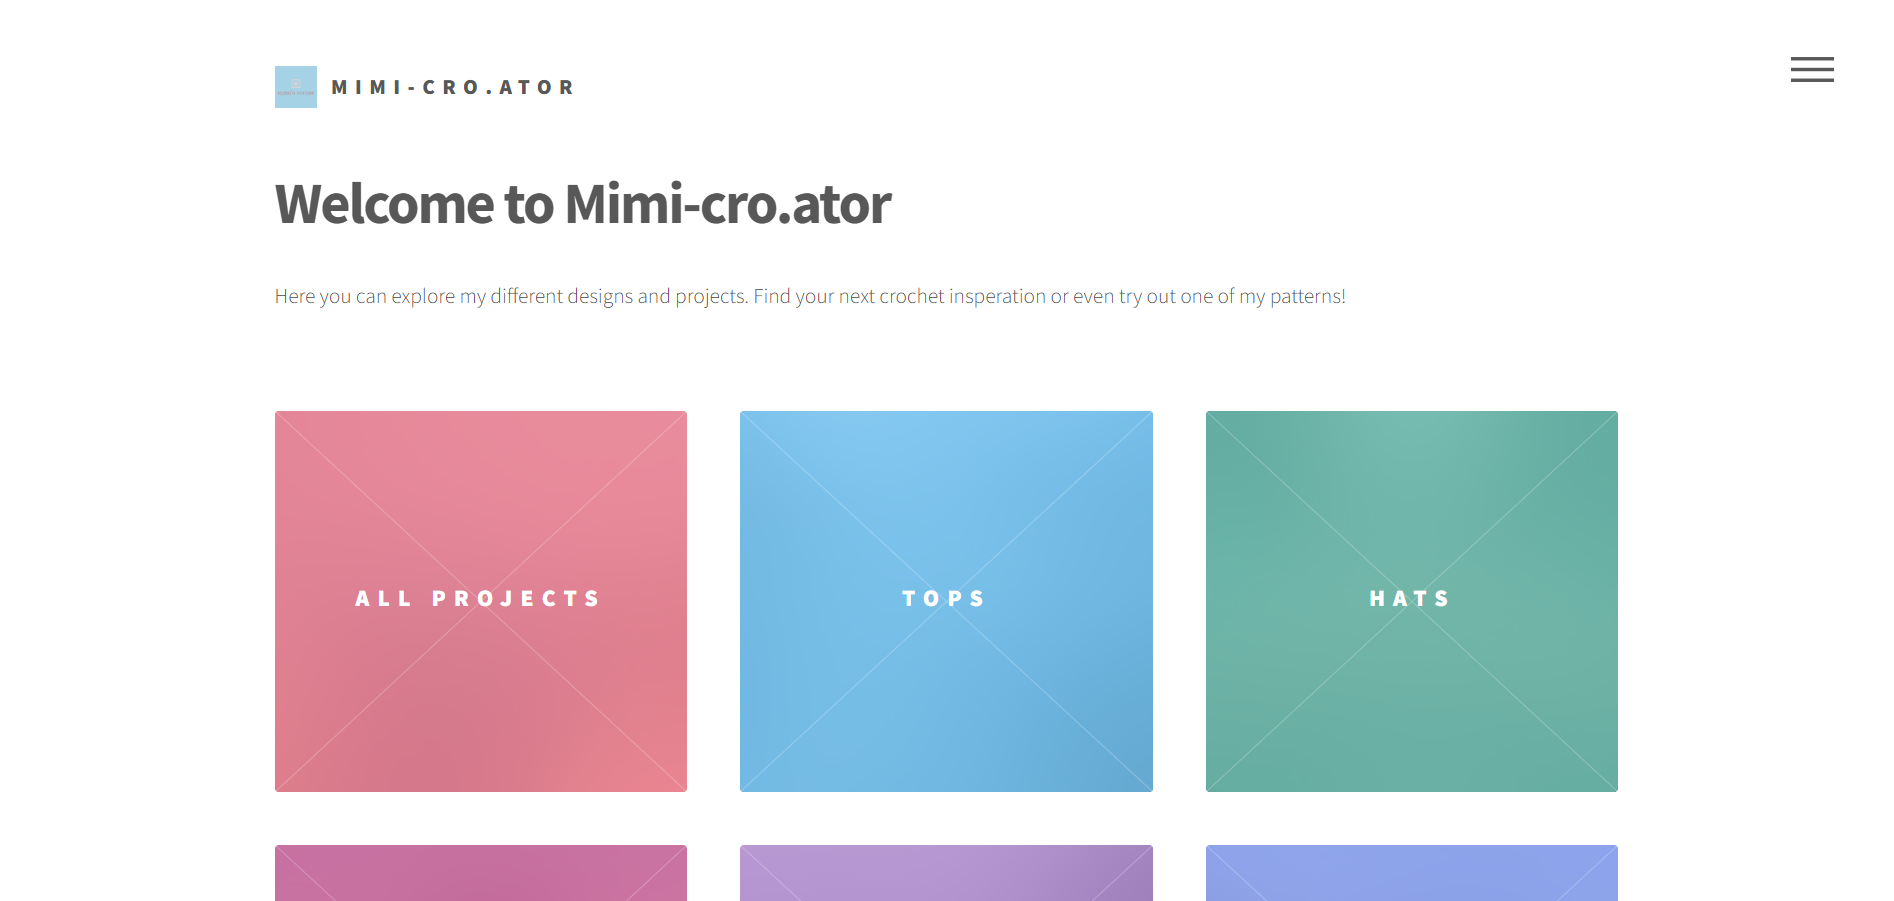 MIMI-CRO.ATOR
Welcome to Mimi-cro.ator
Here you can explore my different designs and projects. Find your next crochet insperation or even try out one of my patterns!
ALL PROJECTS
TOPS
HATS